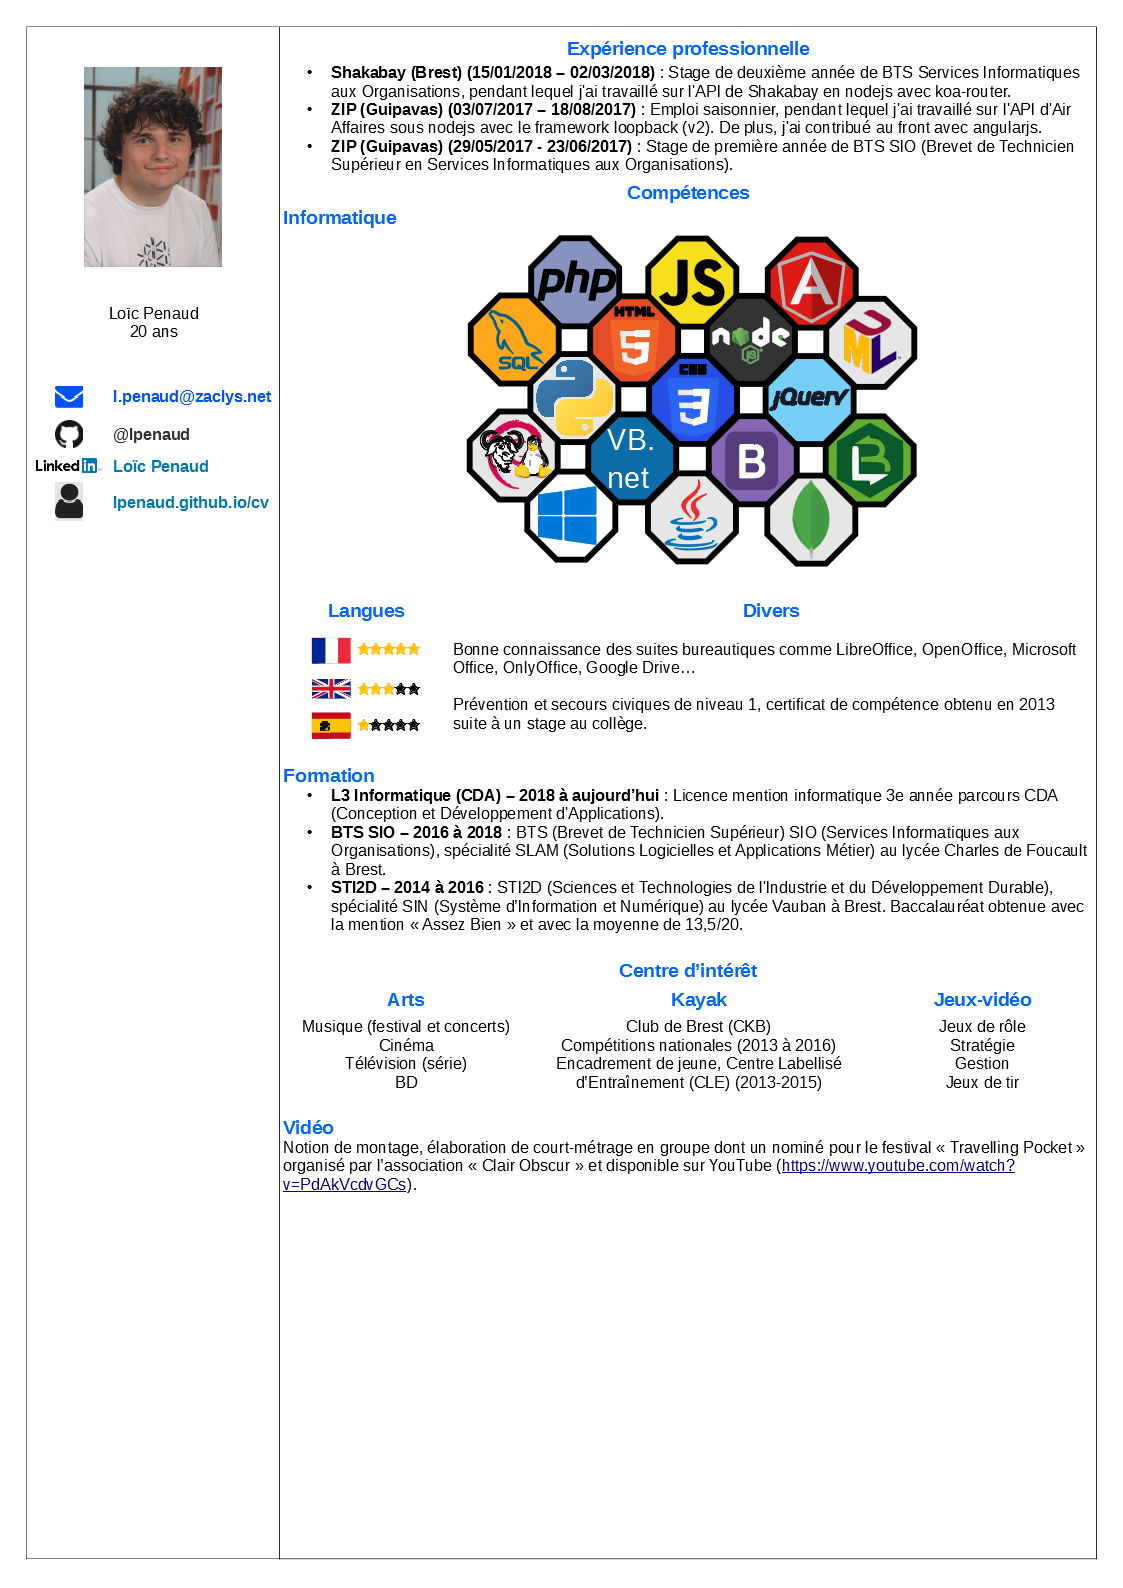 Loïc Penaud
20 ans
l.penaud@zaclys.net
@lpenaud
Linked in
Loïc Penaud
lpenaud.github.io/cv
Expérience professionnelle
• Shakabay (Brest) (15/01/2018 – 02/03/2018) : Stage de deuxième année de BTS Services Informatiques
aux Organisations, pendant lequel j'ai travaillé sur l'API de Shakabay en nodejs avec koa-router.
• ZIP (Guipavas) (03/07/2017 – 18/08/2017) : Emploi saisonnier, pendant lequel j'ai travaillé sur l'API d'Air
Affaires sous nodejs avec le framework loopback (v2). De plus, j'ai contribué au front avec angularjs.
• ZIP (Guipavas) (29/05/2017 - 23/06/2017) : Stage de première année de BTS SIO (Brevet de Technicien
Supérieur en Services Informatiques aux Organisations).
Compétences
Informatique
php
JS
A
SQL
HTML
5
node
JS
UML
CSS
3
jQuery
VB.
net
B
L B
Langues
Divers
Bonne connaissance des suites bureautiques comme LibreOffice, OpenOffice, Microsoft
Office, OnlyOffice, Google Drive…
Prévention et secours civiques de niveau 1, certificat de compétence obtenu en 2013
suite à un stage au collège.
Formation
• L3 Informatique (CDA) – 2018 à aujourd’hui : Licence mention informatique 3e année parcours CDA
(Conception et Développement d'Applications).
• BTS SIO – 2016 à 2018 : BTS (Brevet de Technicien Supérieur) SIO (Services Informatiques aux
Organisations), spécialité SLAM (Solutions Logicielles et Applications Métier) au lycée Charles de Foucault
à Brest.
• STI2D – 2014 à 2016 : STI2D (Sciences et Technologies de l'Industrie et du Développement Durable),
spécialité SIN (Système d’Information et Numérique) au lycée Vauban à Brest. Baccalauréat obtenue avec
la mention « Assez Bien » et avec la moyenne de 13,5/20.
Centre d’intérêt
Arts
Musique (festival et concerts)
Cinéma
Télévision (série)
BD
Kayak
Club de Brest (CKB)
Compétitions nationales (2013 à 2016)
Encadrement de jeune, Centre Labellisé
d’Entraînement (CLE) (2013-2015)
Jeux-vidéo
Jeux de rôle
Stratégie
Gestion
Jeux de tir
Vidéo
Notion de montage, élaboration de court-métrage en groupe dont un nominé pour le festival « Travelling Pocket »
organisé par l’association « Clair Obscur » et disponible sur YouTube (https://www.youtube.com/watch?
v=PdAkVcdvGCs).